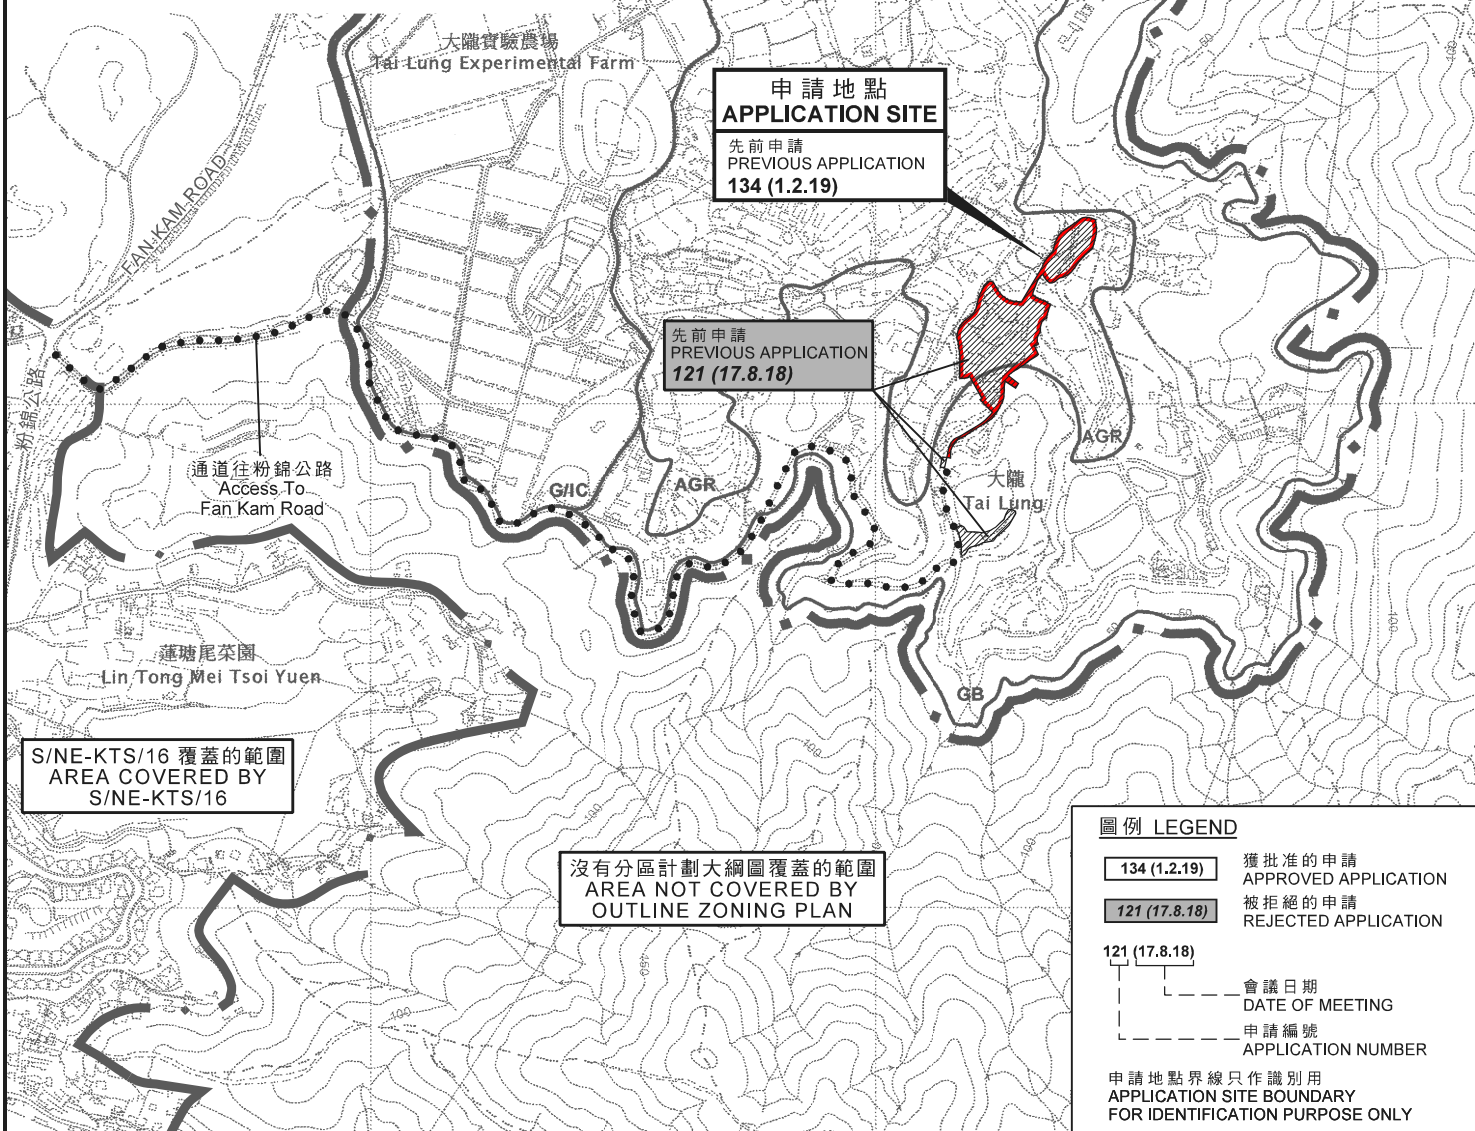 大隴實驗農場
Tai Lung Experimental Farm
申請地點
APPLICATION SITE
先前申請
PREVIOUS APPLICATION
134 (1.2.19)
FAN KAM ROAD
先前申請
PREVIOUS APPLICATION
121 (17.8.18)
粉錦公路
通道往粉錦公路
Access To
Fan Kam Road
G/IC
AGR
AGR
大隴
Tai Lung
GB
蓮塘尾菜園
Lin Tong Mei Tsoi Yuen
S/NE-KTS/16 覆蓋的範圍
AREA COVERED BY
S/NE-KTS/16
沒有分區計劃大綱圖覆蓋的範圍
AREA NOT COVERED BY
OUTLINE ZONING PLAN
50
50
100
100
100
100
圖例 LEGEND
134 (1.2.19)
獲批准的申請
APPROVED APPLICATION
121 (17.8.18)
被拒絕的申請
REJECTED APPLICATION
121 (17.8.18)
會議日期
DATE OF MEETING
申請編號
APPLICATION NUMBER
申請地點界線只作識別用
APPLICATION SITE BOUNDARY
FOR IDENTIFICATION PURPOSE ONLY